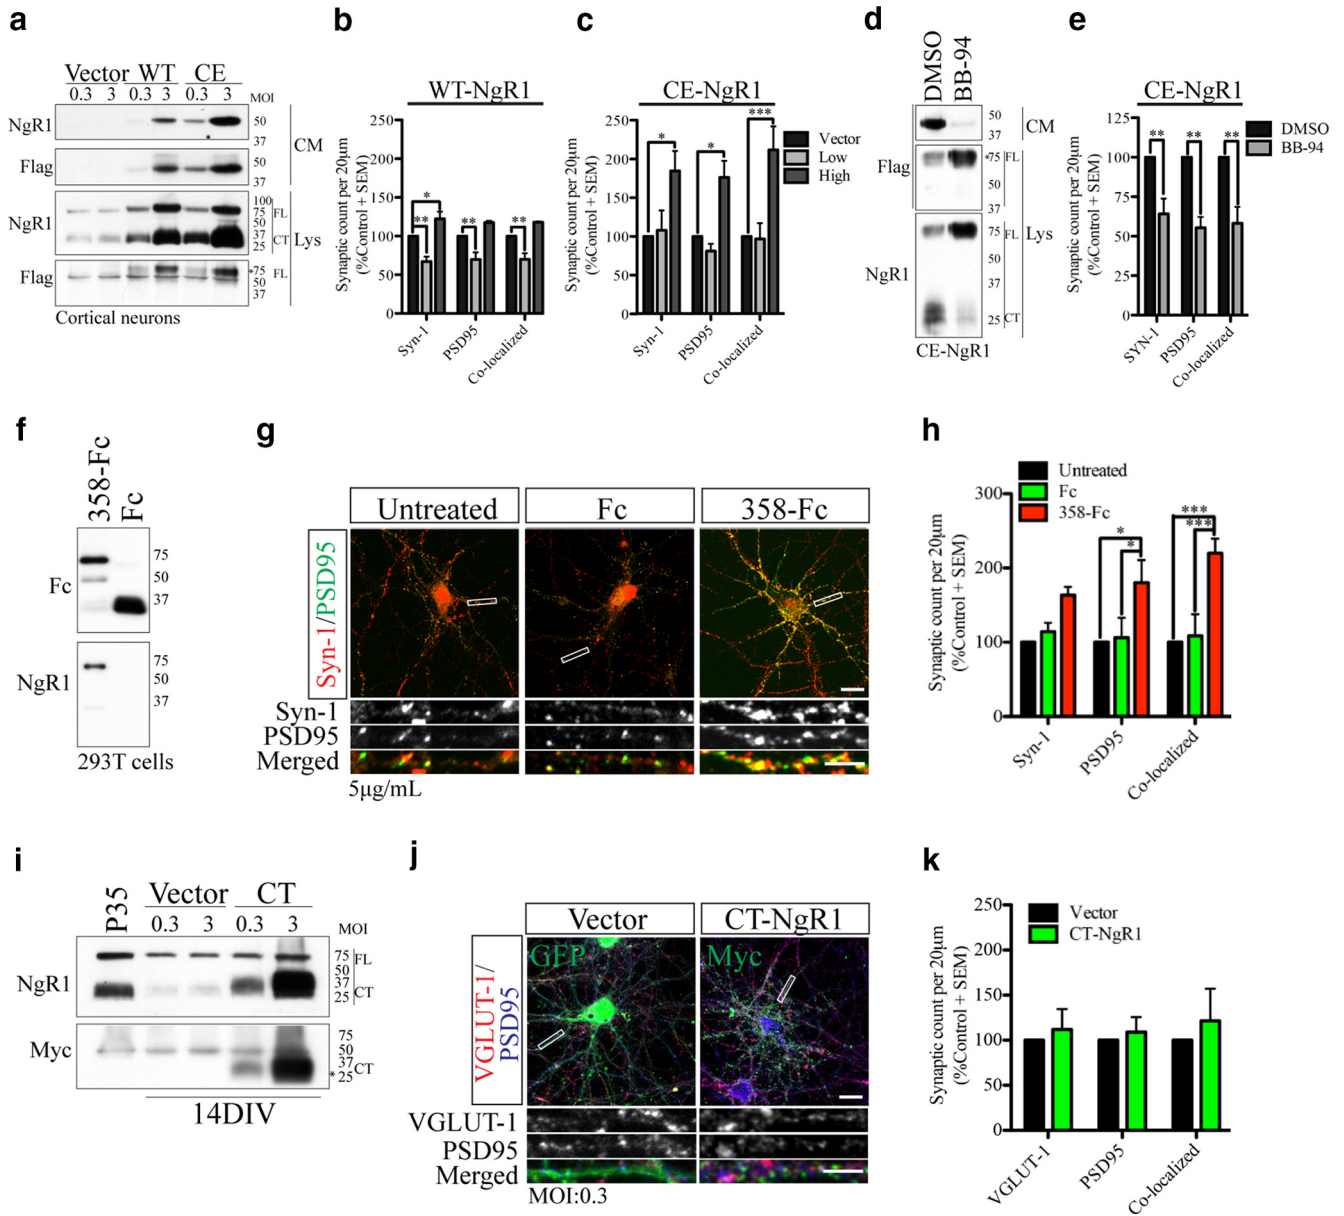 a
Vector WT CE
0.3 3 0.3 3 0.3 3 MOI
NgR1
50
37
CM
Flag
50
37
NgR1
100
75 FL
50
37
25 CT
Lys
Flag
*75 FL
50
37
Cortical neurons
b
WT-NgR1
Synaptic count per 20µm
(%Control + SEM)
250
200
150
100
50
0
*
** ** **
Syn-1
PSD95
Co-localized
c
CE-NgR1
Synaptic count per 20µm
(%Control + SEM)
250
200
150
100
50
0
* * ***
Vector
Low
High
Syn-1
PSD95
Co-localized
d
DMSO
BB-94
50
37
CM
Flag
*75 FL
50
37
Lys
NgR1
75 FL
50
37
25 CT
CE-NgR1
e
CE-NgR1
Synaptic count per 20µm
(%Control + SEM)
125
100
75
50
25
0
** ** **
DMSO
BB-94
SYN-1
PSD95
Co-localized
f
358-Fc
Fc
Fc
75
50
37
NgR1
75
50
37
293T cells
g
Untreated Fc 358-Fc
Syn-1/PSD95
Syn-1
PSD95
Merged
5µg/mL
h
Untreated
Fc
358-Fc
Synaptic count per 20µm
(%Control + SEM)
300
200
100
0
*
*
***
***
Syn-1
PSD95
Co-localized
i
P35
Vector CT
0.3 3 0.3 3 MOI
NgR1
75 FL
50
37
25 CT
Myc
75
50
37 CT
*25
14DIV
j
Vector CT-NgR1
VGLUT-1/
PSD95
GFP Myc
VGLUT-1
PSD95
Merged
MOI:0.3
k
Vector
CT-NgR1
Synaptic count per 20µm
(%Control + SEM)
250
200
150
100
50
0
VGLUT-1
PSD95
Co-localized